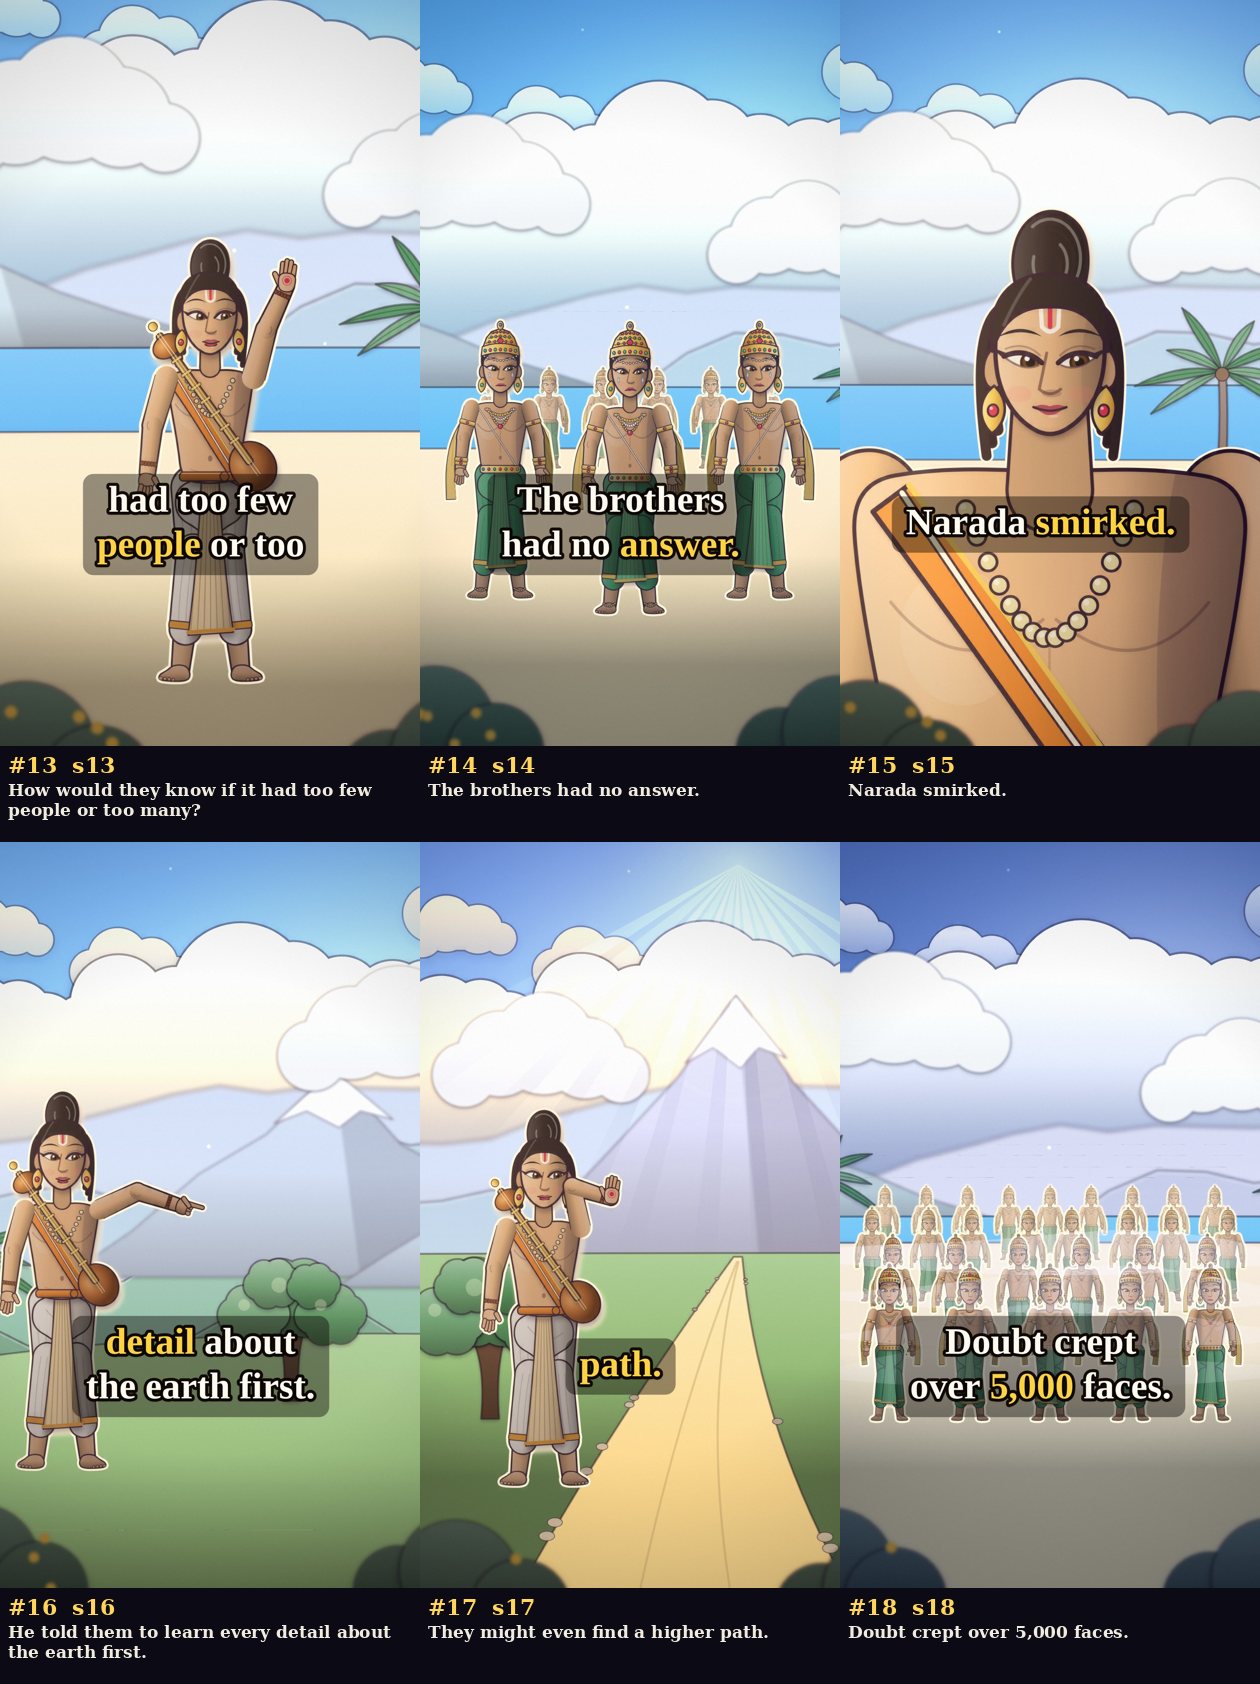 had too few
people or too
#13 s13
How would they know if it had too few
people or too many?
The brothers
had no answer.
#14 s14
The brothers had no answer.
Narada smirked.
#15 s15
Narada smirked.
detail about
the earth first.
#16 s16
He told them to learn every detail about
the earth first.
path.
#17 s17
They might even find a higher path.
Doubt crept
over 5,000 faces.
#18 s18
Doubt crept over 5,000 faces.